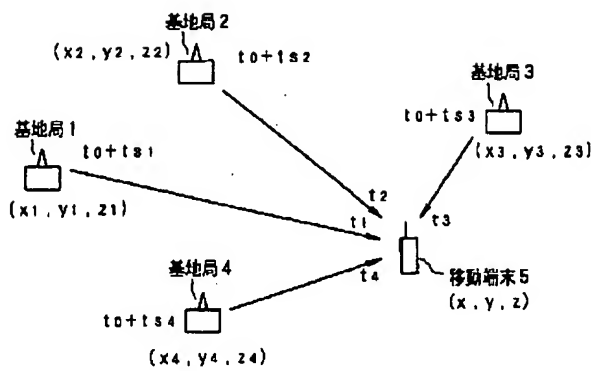 基地局2
(x2,y2,z2)
t0+ts2
基地局3
t0+ts3
(x3,y3,z3)
基地局1
t0+ts1
(x1,y1,z1)
t2
t1
t3
t4
基地局4
t0+ts4
(x4,y4,z4)
移動端末5
(x,y,z)